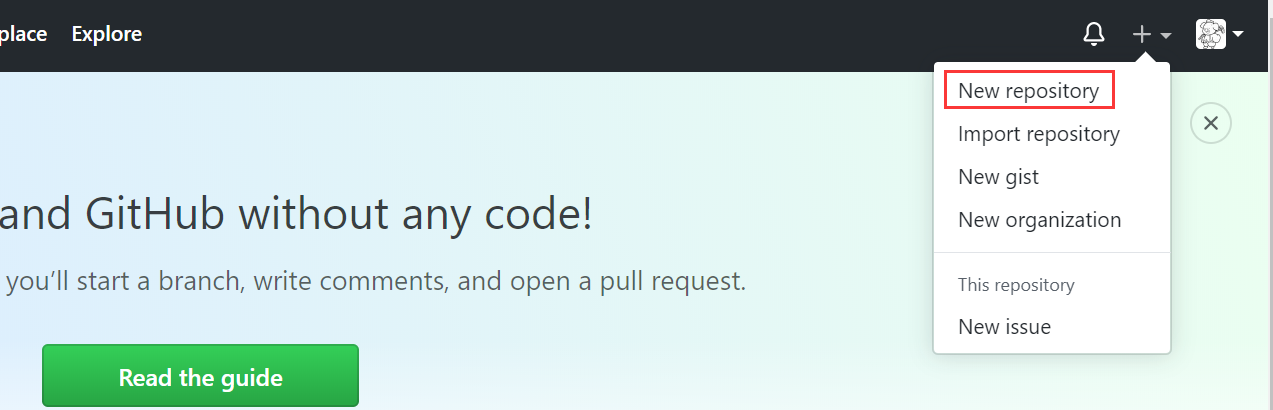 place Explore
New repository
Import repository
New gist
New organization
This repository
New issue
and GitHub without any code!
you’ll start a branch, write comments, and open a pull request.
Read the guide